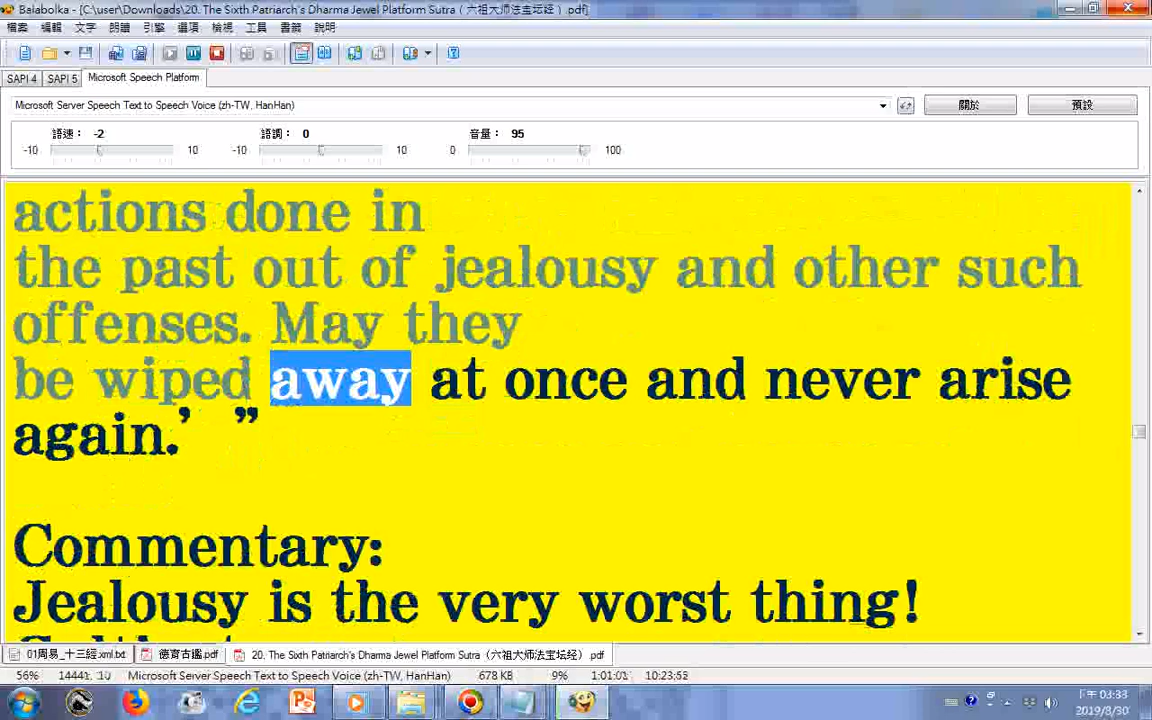 Balabolka - [C:\user\Downloads\20. The Sixth Patriarch's Dharma Jewel Platform Sutra（六祖大师法宝坛经）.pdf]
檔案 編輯 文字 朗讀 引擎 選項 檢視 工具 書籤 說明
SAPI 4 SAPI 5 Microsoft Speech Platform
Microsoft Server Speech Text to Speech Voice (zh-TW, HanHan) 關於 預設
語速： -2 語調： 0 音量： 95
-10 10 -10 10 0 100
actions done in
the past out of jealousy and other such
offenses. May they
be wiped away at once and never arise
again.’ ”
Commentary:
Jealousy is the very worst thing!
01周易_十三經.xml.txt 德育古鑑.pdf 20. The Sixth Patriarch's Dharma Jewel Platform Sutra（六祖大师法宝坛经）.pdf
56% 14441: 10 Microsoft Server Speech Text to Speech Voice (zh-TW, HanHan) 678 KB 9% 1:01:01 10:23:52
下午 03:33
2019/8/30